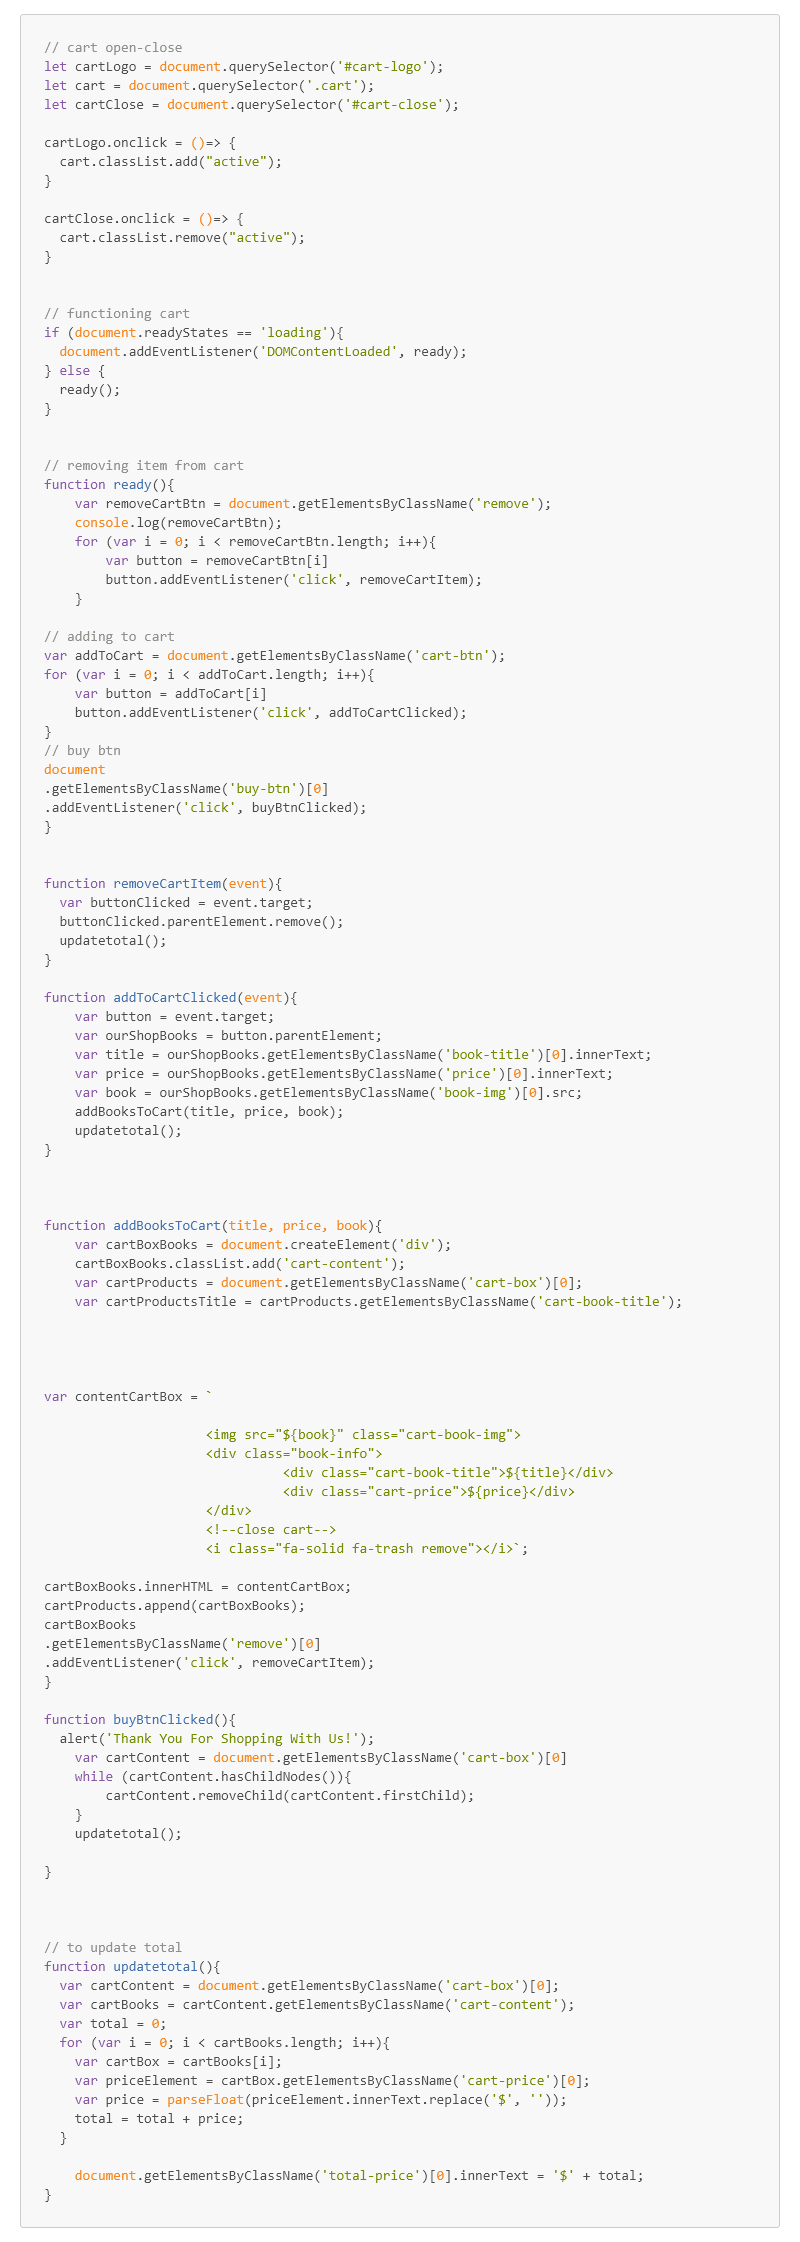 // cart open-close
let cartLogo = document.querySelector('#cart-logo');
let cart = document.querySelector('.cart');
let cartClose = document.querySelector('#cart-close');

cartLogo.onclick = ()=> {
  cart.classList.add("active");
}

cartClose.onclick = ()=> {
  cart.classList.remove("active");
}


// functioning cart
if (document.readyStates == 'loading'){
  document.addEventListener('DOMContentLoaded', ready);
} else {
  ready();
}


// removing item from cart
function ready(){
    var removeCartBtn = document.getElementsByClassName('remove');
    console.log(removeCartBtn);
    for (var i = 0; i < removeCartBtn.length; i++){
        var button = removeCartBtn[i]
        button.addEventListener('click', removeCartItem);
    }

// adding to cart
var addToCart = document.getElementsByClassName('cart-btn');
for (var i = 0; i < addToCart.length; i++){
    var button = addToCart[i]
    button.addEventListener('click', addToCartClicked);
}
// buy btn
document
.getElementsByClassName('buy-btn')[0]
.addEventListener('click', buyBtnClicked);
}


function removeCartItem(event){
  var buttonClicked = event.target;
  buttonClicked.parentElement.remove();
  updatetotal();
}

function addToCartClicked(event){
    var button = event.target;
    var ourShopBooks = button.parentElement;
    var title = ourShopBooks.getElementsByClassName('book-title')[0].innerText;
    var price = ourShopBooks.getElementsByClassName('price')[0].innerText;
    var book = ourShopBooks.getElementsByClassName('book-img')[0].src;
    addBooksToCart(title, price, book);
    updatetotal();
}



function addBooksToCart(title, price, book){
    var cartBoxBooks = document.createElement('div');
    cartBoxBooks.classList.add('cart-content');
    var cartProducts = document.getElementsByClassName('cart-box')[0];
    var cartProductsTitle = cartProducts.getElementsByClassName('cart-book-title');




var contentCartBox = `

                     <img src="${book}" class="cart-book-img">
                     <div class="book-info">
                               <div class="cart-book-title">${title}</div>
                               <div class="cart-price">${price}</div>
                     </div>
                     <!--close cart-->
                     <i class="fa-solid fa-trash remove"></i>`;

cartBoxBooks.innerHTML = contentCartBox;
cartProducts.append(cartBoxBooks);
cartBoxBooks
.getElementsByClassName('remove')[0]
.addEventListener('click', removeCartItem);
}

function buyBtnClicked(){
  alert('Thank You For Shopping With Us!');
    var cartContent = document.getElementsByClassName('cart-box')[0]
    while (cartContent.hasChildNodes()){
        cartContent.removeChild(cartContent.firstChild);
    }
    updatetotal();

}



// to update total
function updatetotal(){
  var cartContent = document.getElementsByClassName('cart-box')[0];
  var cartBooks = cartContent.getElementsByClassName('cart-content');
  var total = 0;
  for (var i = 0; i < cartBooks.length; i++){
    var cartBox = cartBooks[i];
    var priceElement = cartBox.getElementsByClassName('cart-price')[0];
    var price = parseFloat(priceElement.innerText.replace('$', ''));
    total = total + price;
  }

    document.getElementsByClassName('total-price')[0].innerText = '$' + total;
}